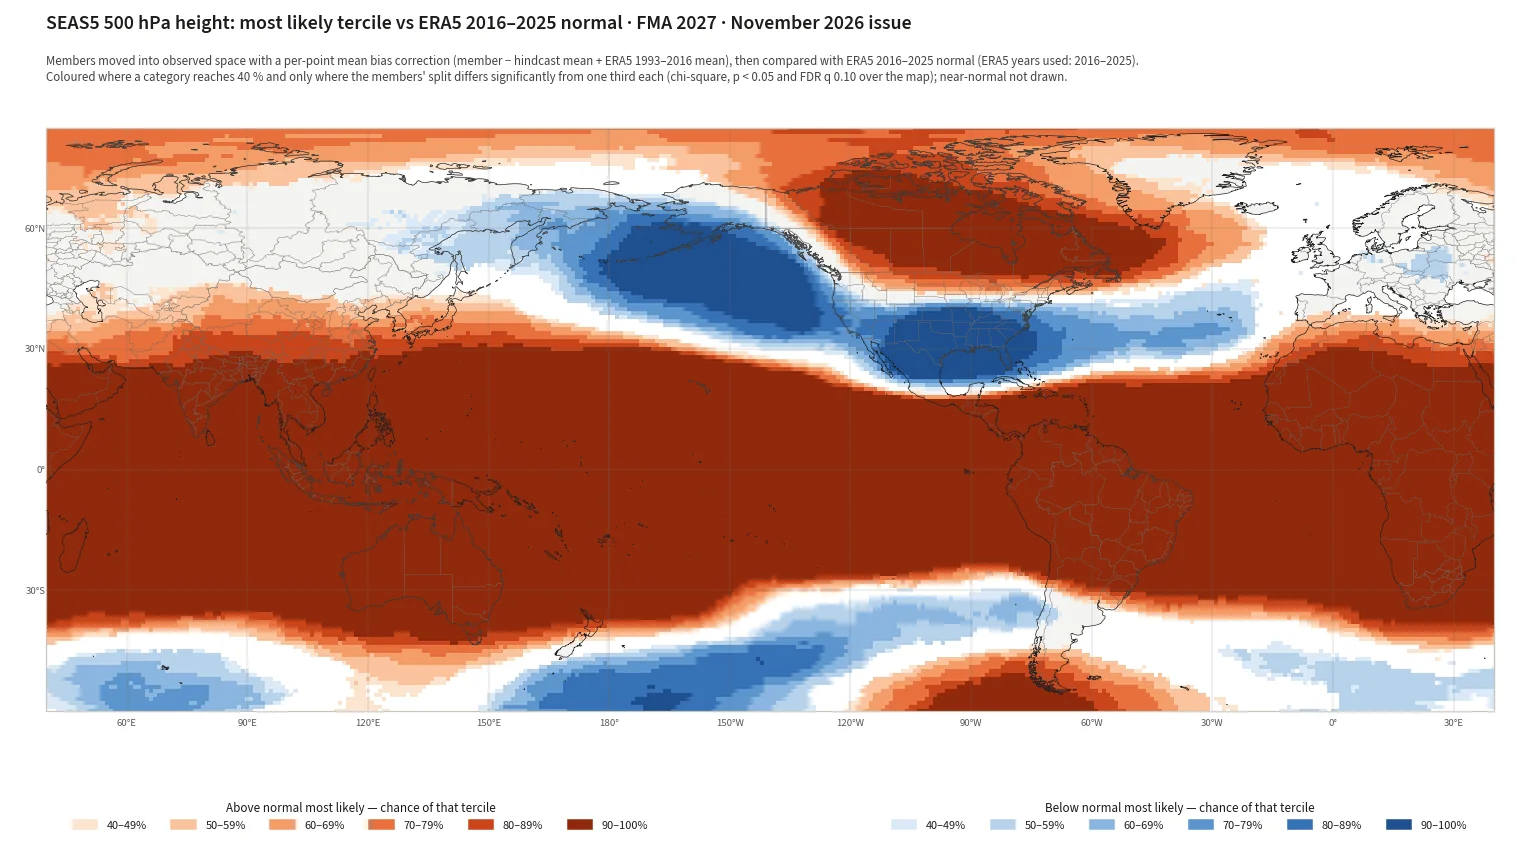 SEAS5 500 hPa height: most likely tercile vs ERA5 2016–2025 normal · FMA 2027 · November 2026 issue
Members moved into observed space with a per-point mean bias correction (member − hindcast mean + ERA5 1993–2016 mean), then compared with ERA5 2016–2025 normal (ERA5 years used: 2016–2025).
Coloured where a category reaches 40 % and only where the members' split differs significantly from one third each (chi-square, p < 0.05 and FDR q 0.10 over the map); near-normal not drawn.
60°N
30°N
0°
30°S
60°E 90°E 120°E 150°E 180° 150°W 120°W 90°W 60°W 30°W 0° 30°E
Above normal most likely — chance of that tercile
40–49% 50–59% 60–69% 70–79% 80–89% 90–100%
Below normal most likely — chance of that tercile
40–49% 50–59% 60–69% 70–79% 80–89% 90–100%